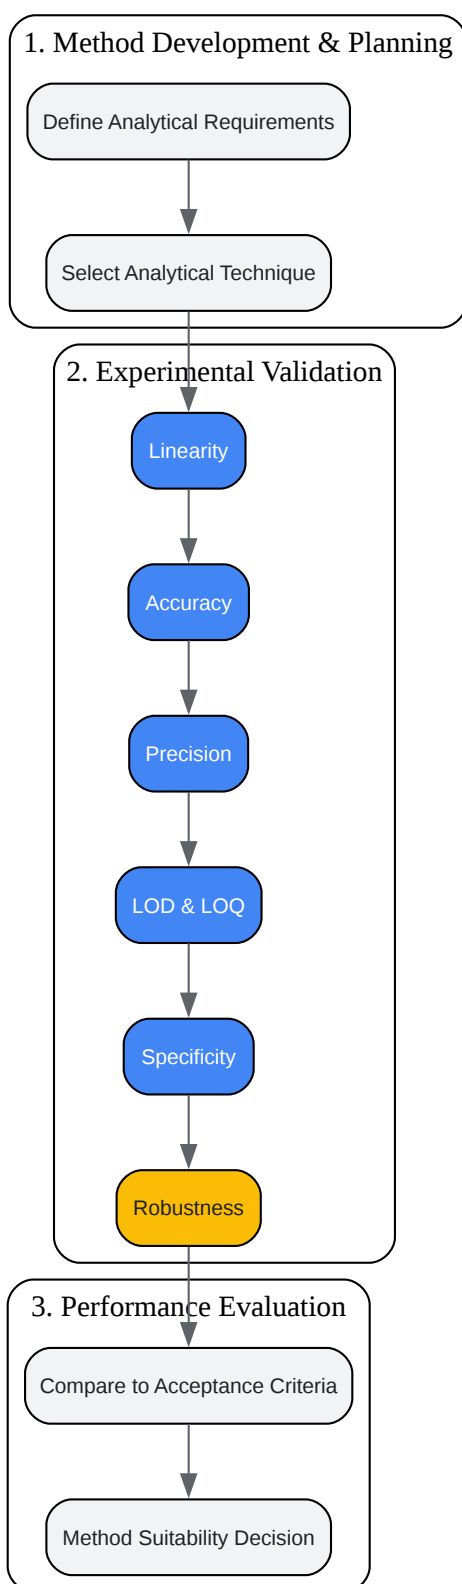 1. Method Development & Planning
Define Analytical Requirements
Select Analytical Technique
2. Experimental Validation
Linearity
Accuracy
Precision
LOD & LOQ
Specificity
Robustness
3. Performance Evaluation
Compare to Acceptance Criteria
Method Suitability Decision